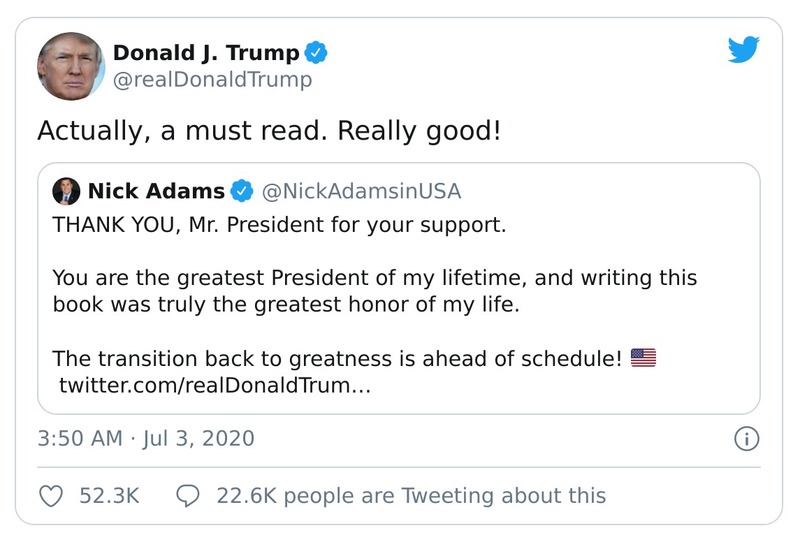 Donald J. Trump
@realDonaldTrump
Actually, a must read. Really good!
Nick Adams @NickAdamsinUSA
THANK YOU, Mr. President for your support.
You are the greatest President of my lifetime, and writing this
book was truly the greatest honor of my life.
The transition back to greatness is ahead of schedule! 🇺🇸
twitter.com/realDonaldTrum…
3:50 AM · Jul 3, 2020
52.3K 22.6K people are Tweeting about this